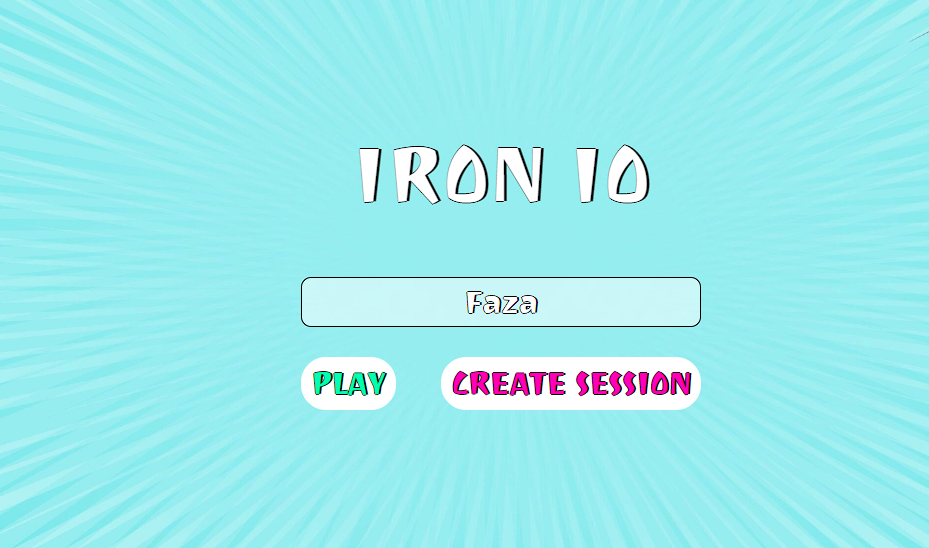 IRON IO
Faza
PLAY
CREATE SESSION